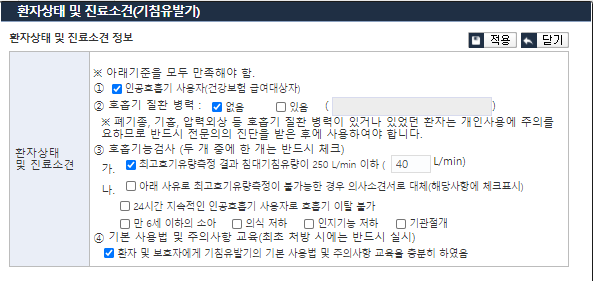 환자상태 및 진료소견(기침유발기)
환자상태 및 진료소견 정보
적용
닫기
환자상태
및 진료소견
※ 아래기준을 모두 만족해야 함.
① 인공호흡기 사용자(건강보험 급여대상자)
② 호흡기 질환 병력 : 없음 있음 ( )
※ 폐기종, 기흉, 압력외상 등 호흡기 질환 병력이 있거나 있었던 환자는 개인사용에 주의를
요하므로 반드시 전문의의 진단을 받은 후에 사용하여야 합니다.
③ 호흡기능검사 (두 개 중에 한 개는 반드시 체크)
가. 최고호기유량측정 결과 침대기침유량이 250 L/min 이하 ( 40 L/min)
나. 아래 사유로 최고호기유량측정이 불가능한 경우 의사소견서로 대체(해당사항에 체크표시)
24시간 지속적인 인공호흡기 사용자로 호흡기 이탈 불가
만 6세 이하의 소아 의식 저하 인지기능 저하 기관절개
④ 기본 사용법 및 주의사항 교육(최초 처방 시에는 반드시 실시)
환자 및 보호자에게 기침유발기의 기본 사용법 및 주의사항 교육을 충분히 하였음